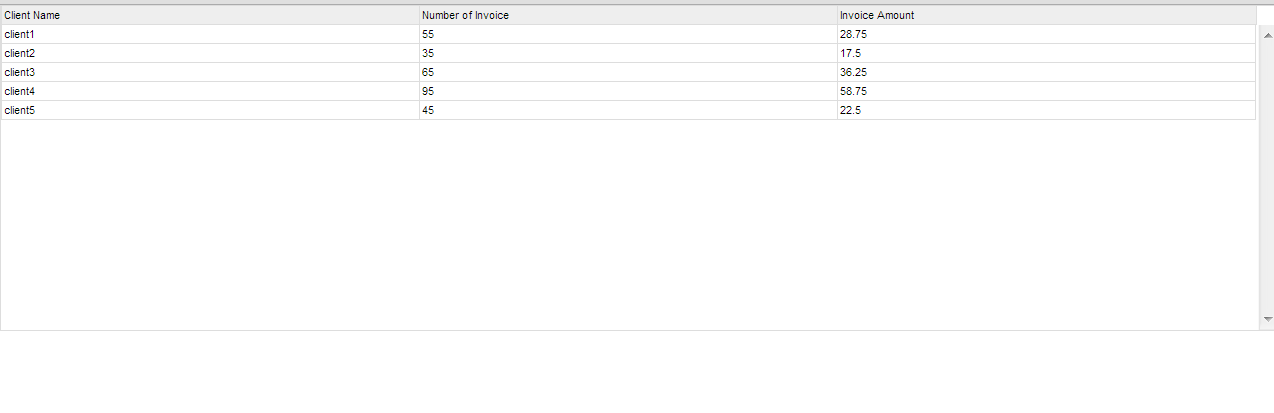 Client Name Number of Invoice Invoice Amount
client1 55 28.75
client2 35 17.5
client3 65 36.25
client4 95 58.75
client5 45 22.5